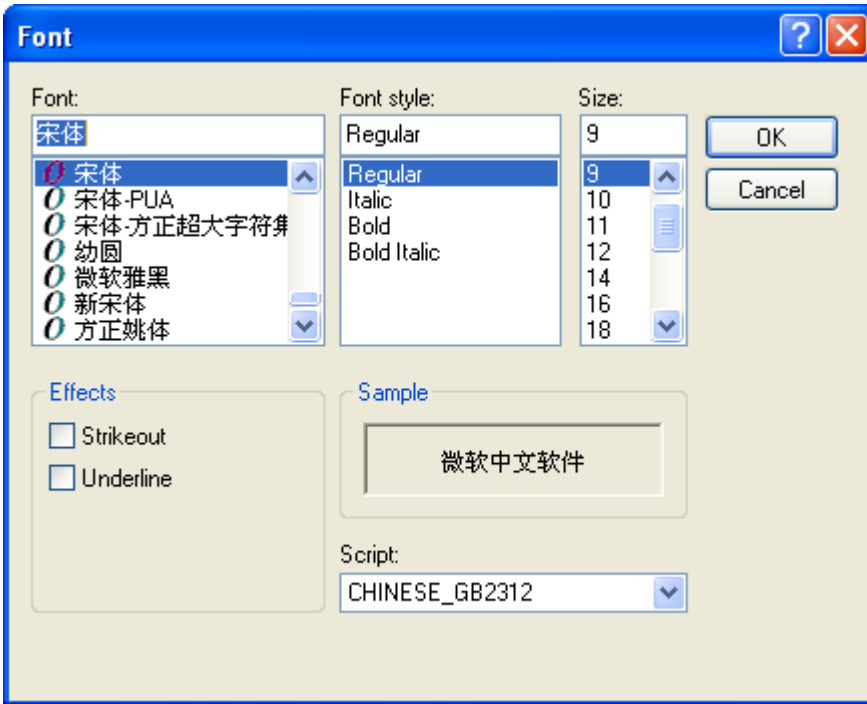 Font
Font:
宋体
宋体
宋体-PUA
宋体-方正超大字符集
幼圆
微软雅黑
新宋体
方正姚体
Font style:
Regular
Regular
Italic
Bold
Bold Italic
Size:
9
9
10
11
12
14
16
18
OK
Cancel
Effects
Strikeout
Underline
Sample
微软中文软件
Script:
CHINESE_GB2312